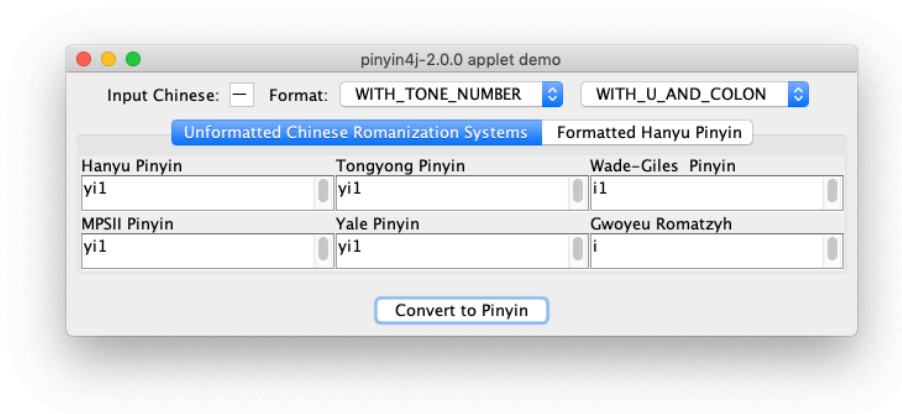 pinyin4j-2.0.0 applet demo
Input Chinese: 一 Format: WITH_TONE_NUMBER WITH_U_AND_COLON
Unformatted Chinese Romanization Systems Formatted Hanyu Pinyin
Hanyu Pinyin Tongyong Pinyin Wade-Giles Pinyin
yi1 yi1 i1
MPSII Pinyin Yale Pinyin Gwoyeu Romatzyh
yi1 yi1 i
Convert to Pinyin